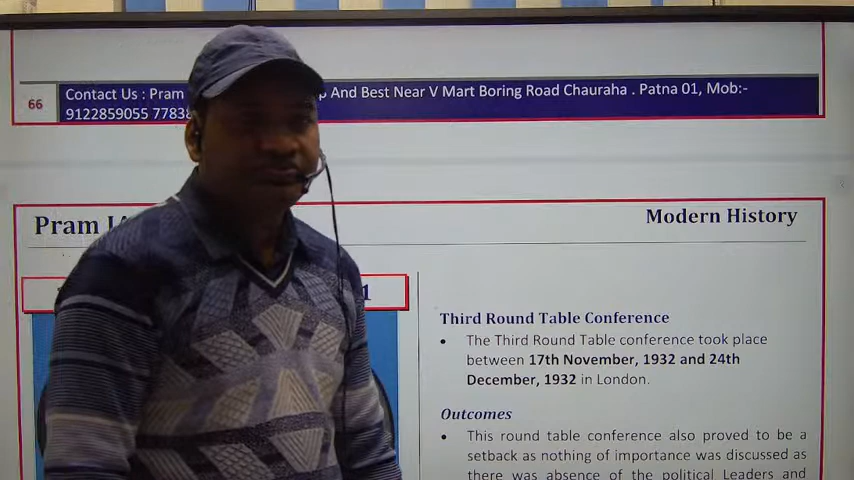 66
Contact Us : Pram And Best Near V Mart Boring Road Chauraha . Patna 01, Mob:-
9122859055 7783
Pram
Modern History
1
Third Round Table Conference
• The Third Round Table conference took place
between 17th November, 1932 and 24th
December, 1932 in London.
Outcomes
• This round table conference also proved to be a
setback as nothing of importance was discussed as
there was absence of the political Leaders and